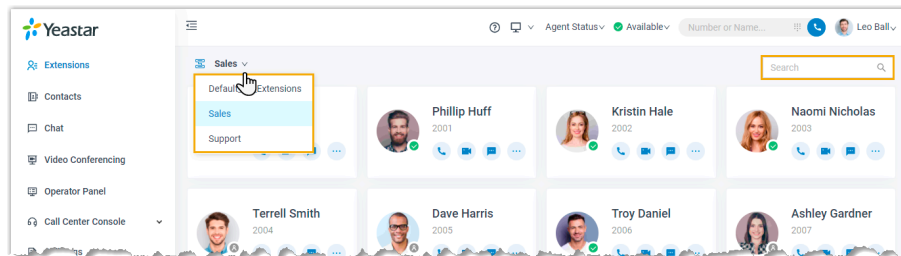 Yeastar
Agent Status
Available
Number or Name...
Leo Ball
Extensions
Contacts
Chat
Video Conferencing
Operator Panel
Call Center Console
Sales
Search
Default
Extensions
Sales
Support
Phillip Huff
2001
Kristin Hale
2002
Naomi Nicholas
2003
Terrell Smith
2004
Dave Harris
2005
Troy Daniel
2006
Ashley Gardner
2007